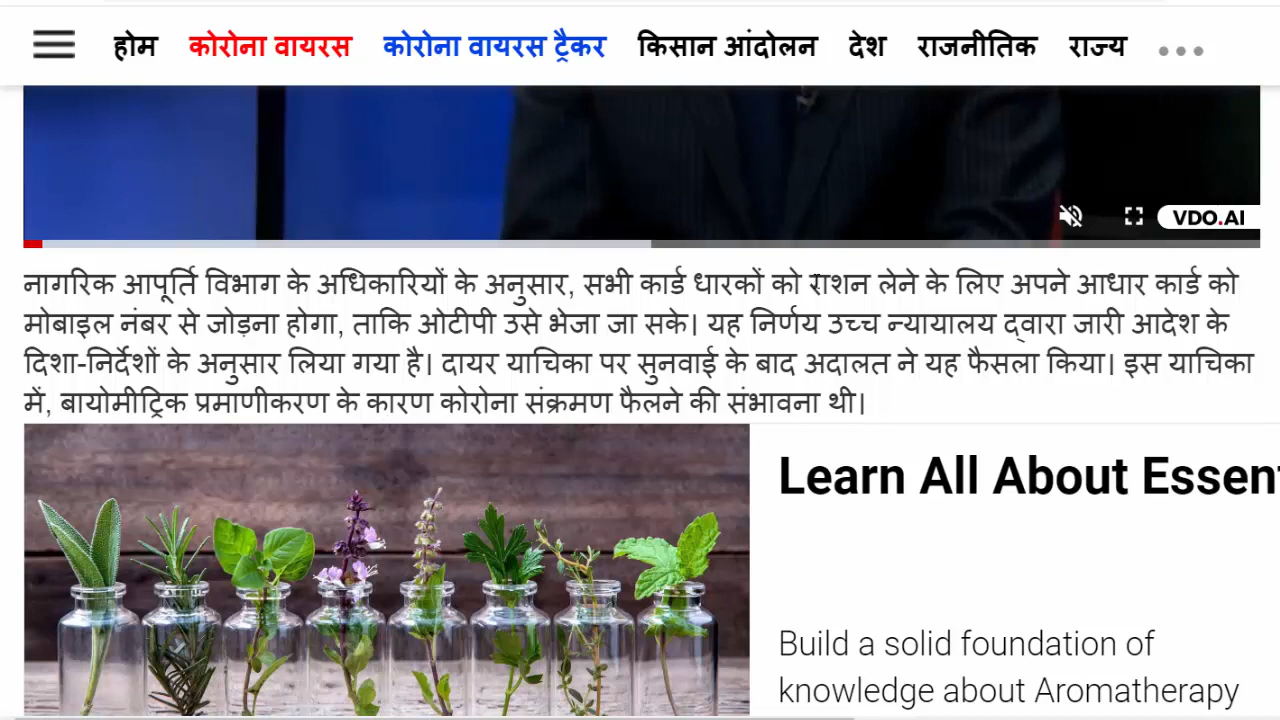 होम कोरोना वायरस कोरोना वायरस ट्रैकर किसान आंदोलन देश राजनीतिक राज्य
VDO.AI
नागरिक आपूर्ति विभाग के अधिकारियों के अनुसार, सभी कार्ड धारकों को राशन लेने के लिए अपने आधार कार्ड को
मोबाइल नंबर से जोड़ना होगा, ताकि ओटीपी उसे भेजा जा सके। यह निर्णय उच्च न्यायालय द्वारा जारी आदेश के
दिशा-निर्देशों के अनुसार लिया गया है। दायर याचिका पर सुनवाई के बाद अदालत ने यह फैसला किया। इस याचिका
में, बायोमीट्रिक प्रमाणीकरण के कारण कोरोना संक्रमण फैलने की संभावना थी।
Learn All About Essen
Build a solid foundation of
knowledge about Aromatherapy